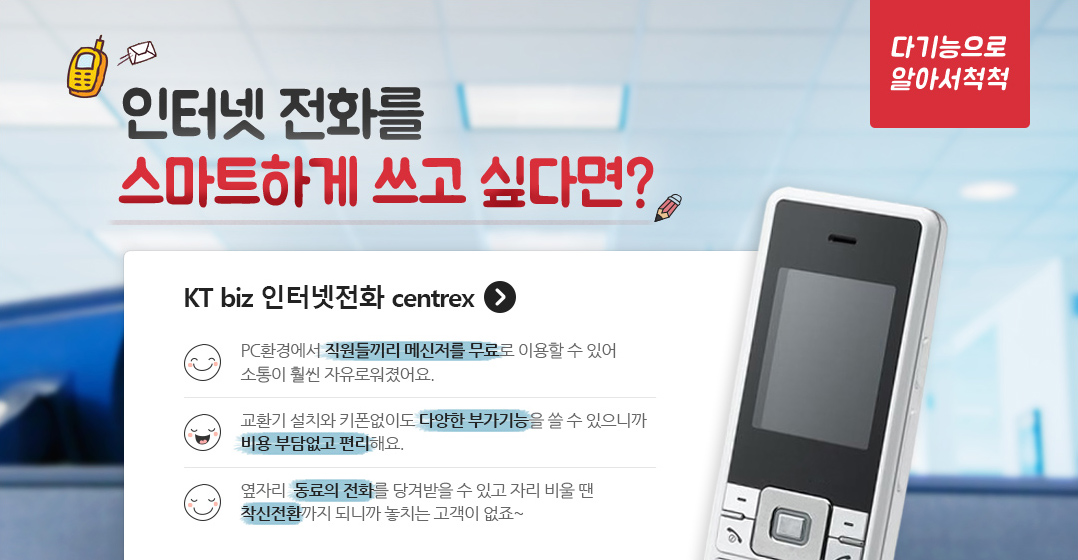 다기능으로
알아서척척
인터넷 전화를
스마트하게 쓰고 싶다면?
KT biz 인터넷전화 centrex
PC환경에서 직원들끼리 메신저를 무료로 이용할 수 있어
소통이 훨씬 자유로워졌어요.
교환기 설치와 키폰없이도 다양한 부가기능을 쓸 수 있으니까
비용 부담없고 편리해요.
옆자리 동료의 전화를 당겨받을 수 있고 자리 비울 땐
착신전환까지 되니까 놓치는 고객이 없죠~